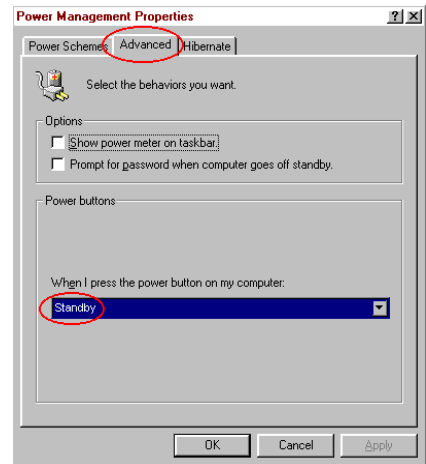 Power Management Properties
Power Schemes Advanced Hibernate
Select the behaviors you want.
Options
Show power meter on taskbar.
Prompt for password when computer goes off standby.
Power buttons
When I press the power button on my computer:
Standby
OK Cancel Apply